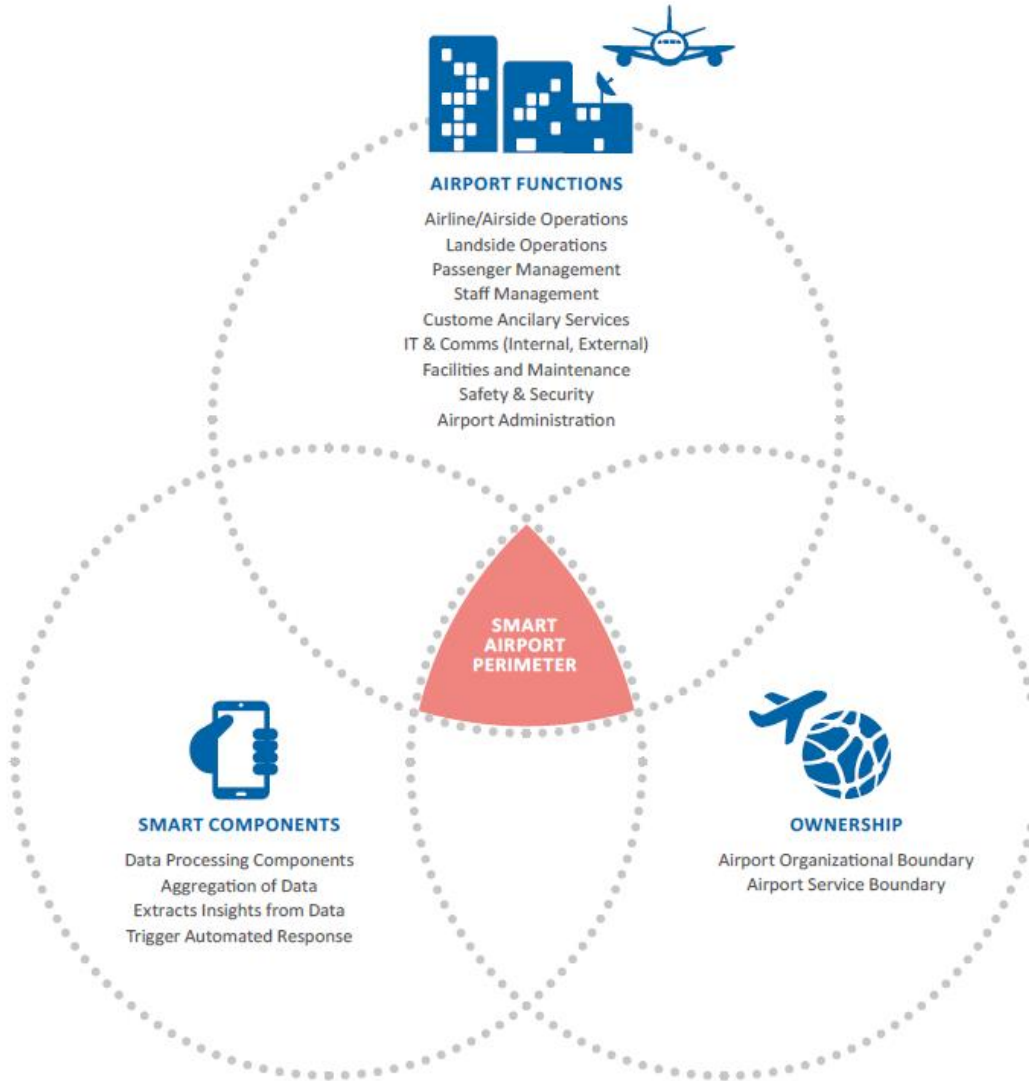 AIRPORT FUNCTIONS
Airline/Airside Operations
Landside Operations
Passenger Management
Staff Management
Custome Ancilary Services
IT & Comms (Internal, External)
Facilities and Maintenance
Safety & Security
Airport Administration
SMART
AIRPORT
PERIMETER
SMART COMPONENTS
Data Processing Components
Aggregation of Data
Extracts Insights from Data
Trigger Automated Response
OWNERSHIP
Airport Organizational Boundary
Airport Service Boundary